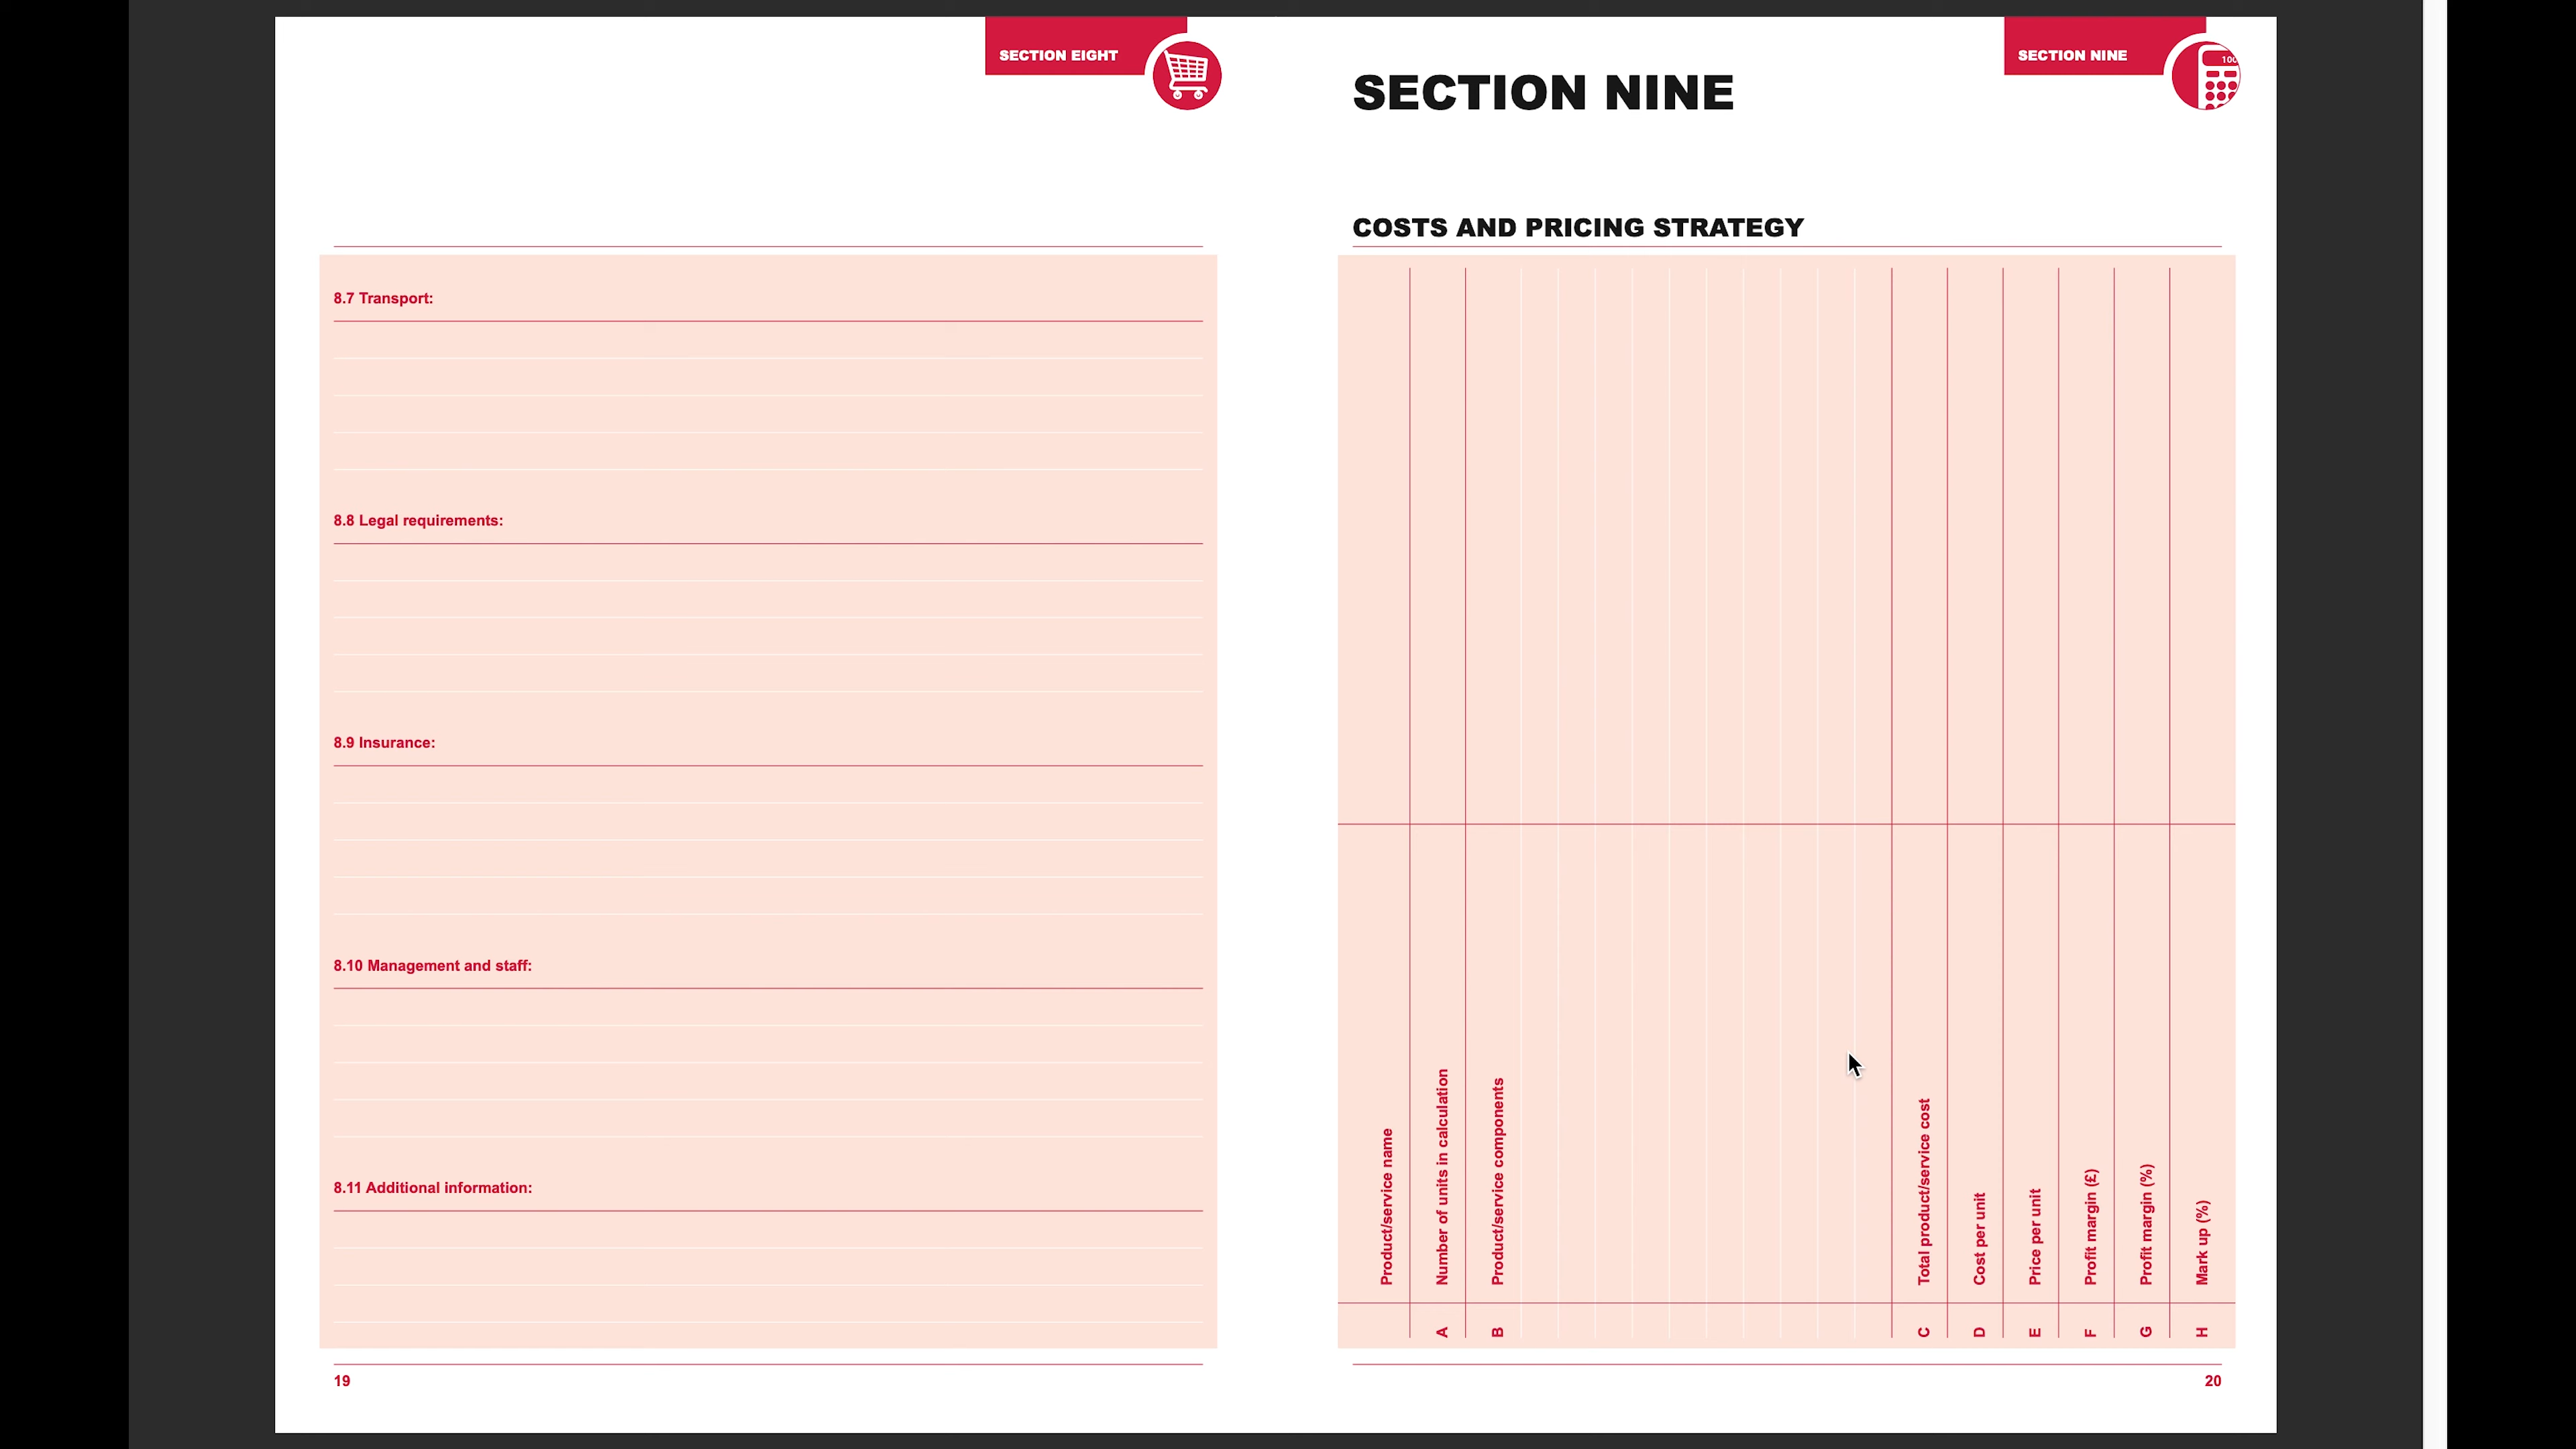 SECTION EIGHT
8.7 Transport:
8.8 Legal requirements:
8.9 Insurance:
8.10 Management and staff:
8.11 Additional information:
19
SECTION NINE
100
SECTION NINE
COSTS AND PRICING STRATEGY
Product/service name
A Number of units in calculation
B Product/service components
C Total product/service cost
D Cost per unit
E Price per unit
F Profit margin (£)
G Profit margin (%)
H Mark up (%)
20